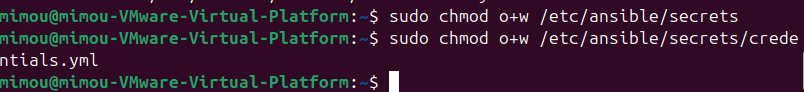 mimou@mimou-VMware-Virtual-Platform:~$ sudo chmod o+w /etc/ansible/secrets
mimou@mimou-VMware-Virtual-Platform:~$ sudo chmod o+w /etc/ansible/secrets/crede
ntials.yml
mimou@mimou-VMware-Virtual-Platform:~$